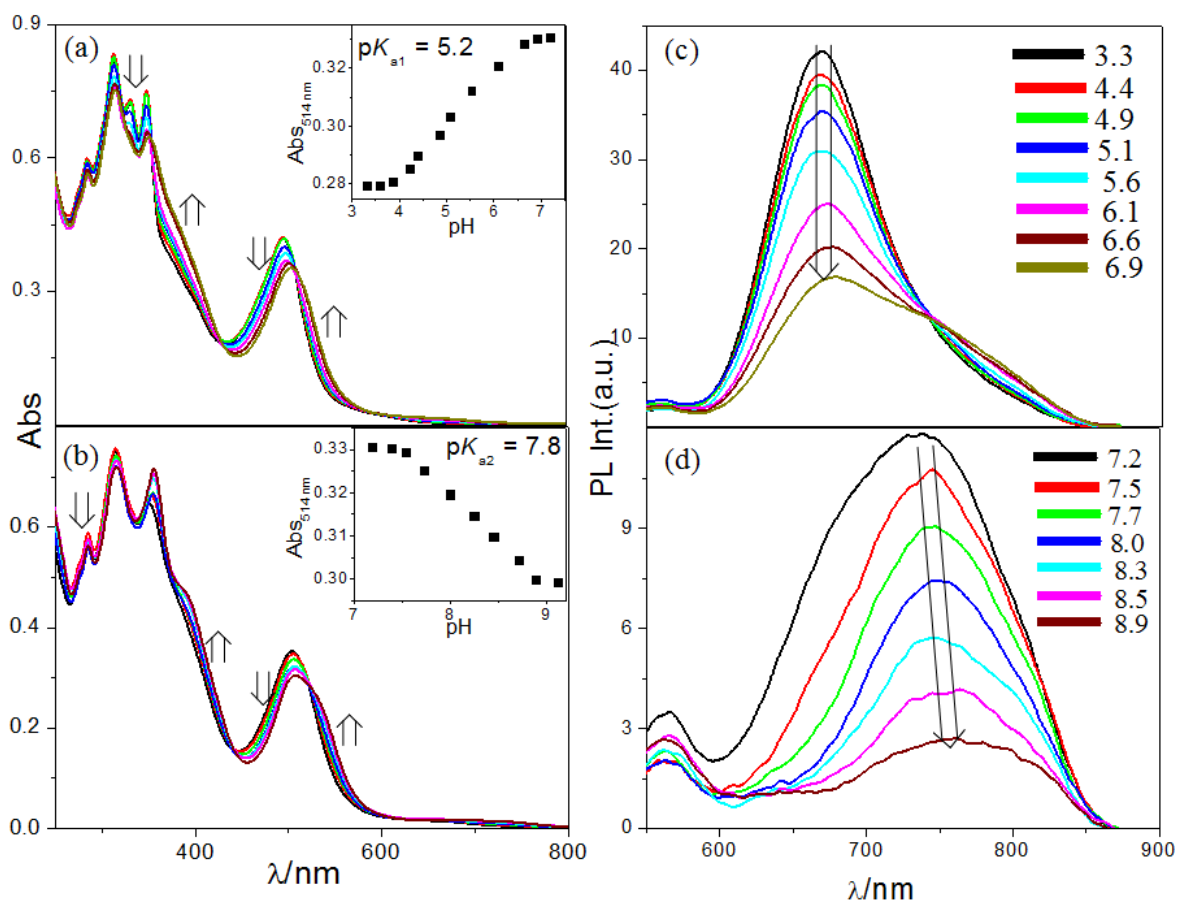 (a)
pKa1 = 5.2
Abs514 nm
0.32
0.30
0.28
3 4 5 6 7
pH
0.9
0.6
0.3
(b)
pKa2 = 7.8
Abs514 nm
0.33
0.32
0.31
0.30
7 8 9
pH
0.6
0.4
0.2
0.0
400 600 800
Abs
λ/nm
(c)
3.3
4.4
4.9
5.1
5.6
6.1
6.6
6.9
40
30
20
10
0
(d)
7.2
7.5
7.7
8.0
8.3
8.5
8.9
9
6
3
0
600 700 800 900
PL Int.(a.u.)
λ/nm